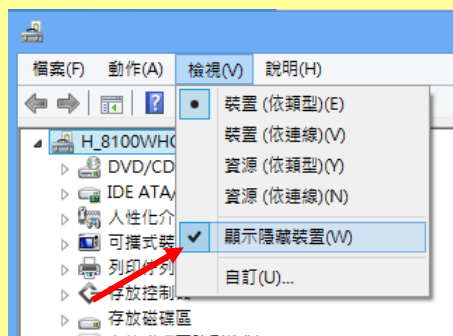 檔案(F) 動作(A) 檢視(V) 說明(H)
裝置 (依類型)(E)
裝置 (依連線)(V)
資源 (依類型)(Y)
資源 (依連線)(N)
顯示隱藏裝置(W)
自訂(U)...
H_8100WH
DVD/CD
IDE ATA/
人性化介
可攜式裝
列印佇列
存放控制
存放磁碟區